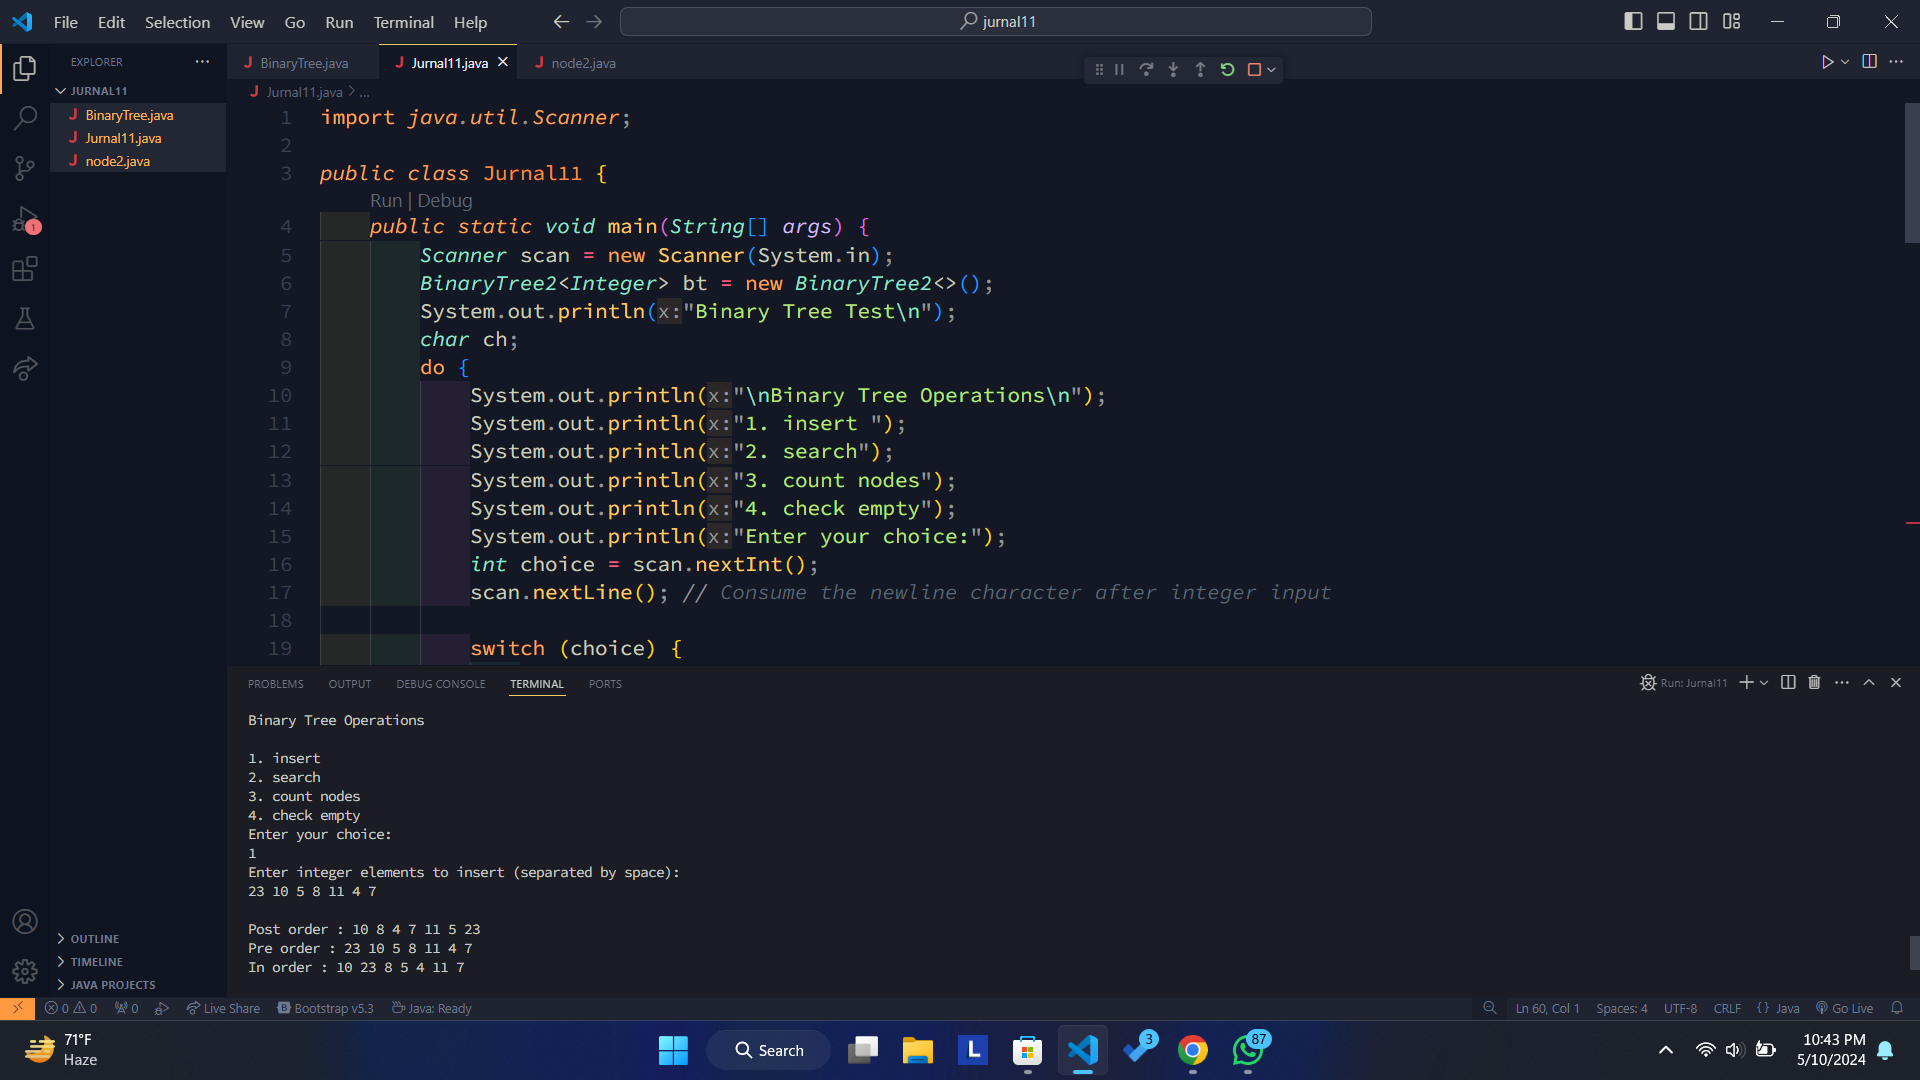 File Edit Selection View Go Run Terminal Help
jurnal11
EXPLORER
JURNAL11
BinaryTree.java
Jurnal11.java
node2.java
OUTLINE
TIMELINE
JAVA PROJECTS
BinaryTree.java Jurnal11.java node2.java
Jurnal11.java > ...
1 import java.util.Scanner;
2
3 public class Jurnal11 {
Run | Debug
4 public static void main(String[] args) {
5 Scanner scan = new Scanner(System.in);
6 BinaryTree2<Integer> bt = new BinaryTree2<>();
7 System.out.println(x:"Binary Tree Test\n");
8 char ch;
9 do {
10 System.out.println(x:"\nBinary Tree Operations\n");
11 System.out.println(x:"1. insert ");
12 System.out.println(x:"2. search");
13 System.out.println(x:"3. count nodes");
14 System.out.println(x:"4. check empty");
15 System.out.println(x:"Enter your choice:");
16 int choice = scan.nextInt();
17 scan.nextLine(); // Consume the newline character after integer input
18
19 switch (choice) {
PROBLEMS OUTPUT DEBUG CONSOLE TERMINAL PORTS
Run: Jurnal11
Binary Tree Operations
1. insert
2. search
3. count nodes
4. check empty
Enter your choice:
1
Enter integer elements to insert (separated by space):
23 10 5 8 11 4 7
Post order : 10 8 4 7 11 5 23
Pre order : 23 10 5 8 11 4 7
In order : 10 23 8 5 4 11 7
0 0 0 Live Share Bootstrap v5.3 Java: Ready
Ln 60, Col 1 Spaces: 4 UTF-8 CRLF {} Java Go Live
71°F
Haze
Search
L
3
87
10:43 PM
5/10/2024
1